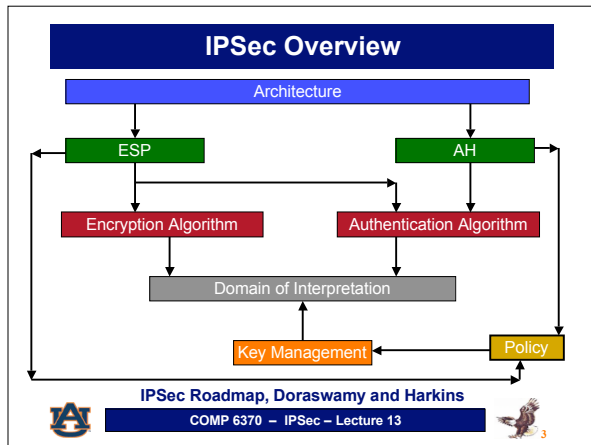 IPSec Overview
Architecture
ESP
AH
Encryption Algorithm
Authentication Algorithm
Domain of Interpretation
Key Management
Policy
IPSec Roadmap, Doraswamy and Harkins
COMP 6370 – IPSec – Lecture 13
AU
3